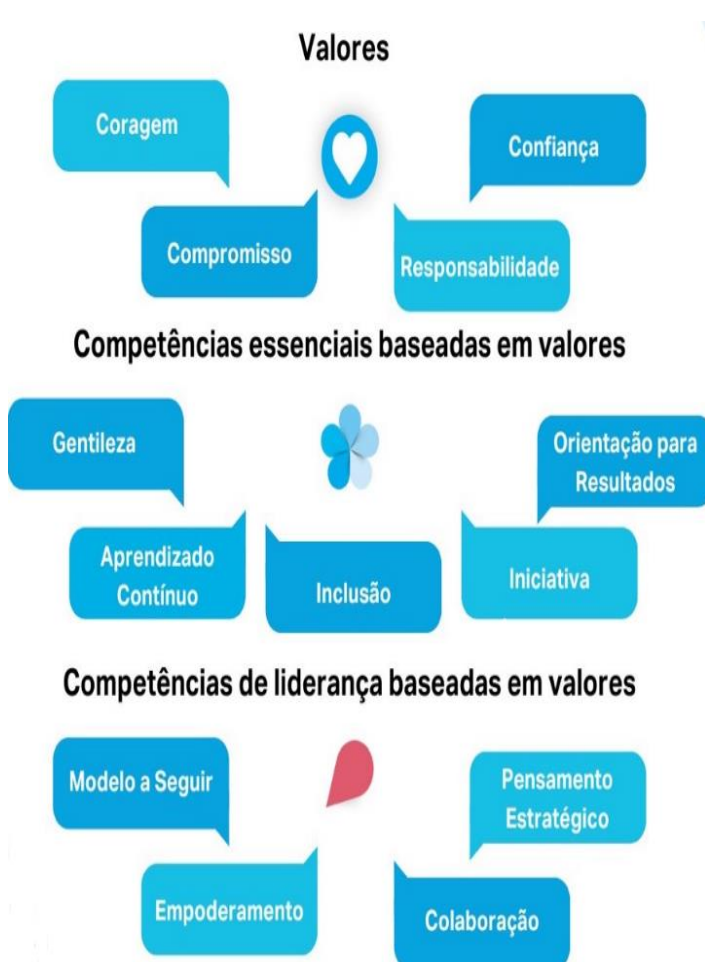 Valores
Coragem
Confiança
Compromisso
Responsabilidade
Competências essenciais baseadas em valores
Gentileza
Orientação para
Resultados
Aprendizado
Contínuo
Inclusão
Iniciativa
Competências de liderança baseadas em valores
Modelo a Seguir
Pensamento
Estratégico
Empoderamento
Colaboração